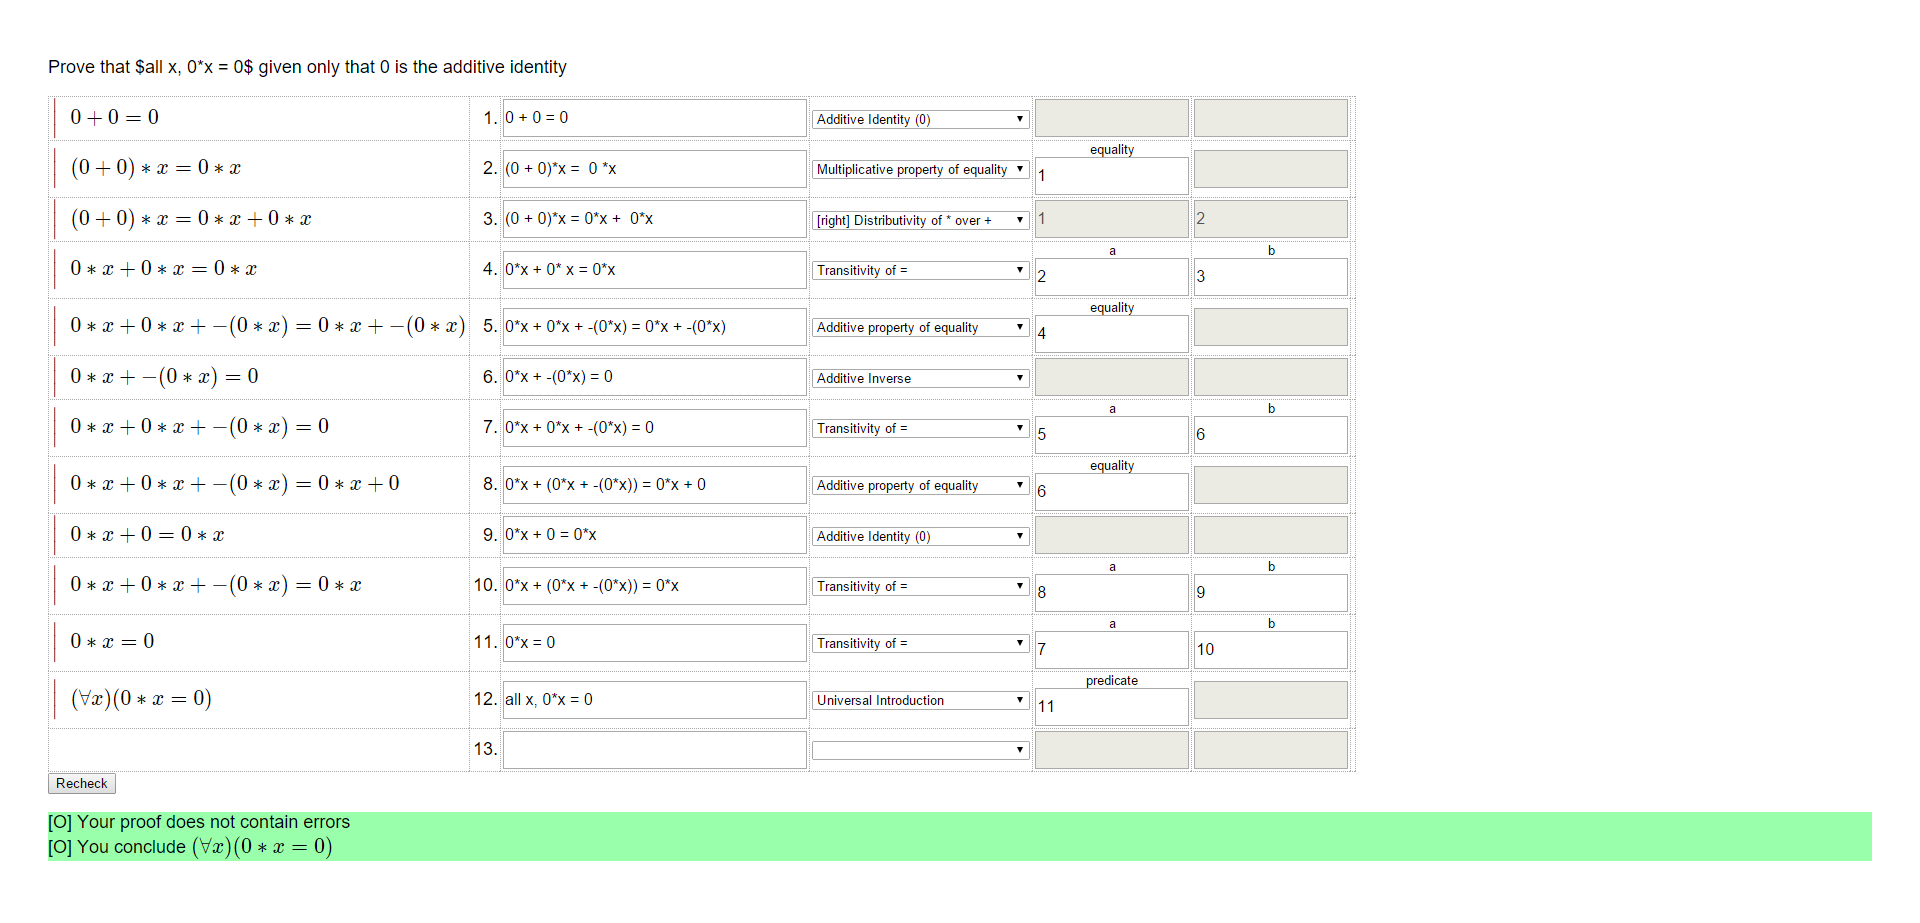 Prove that $all x, 0*x = 0$ given only that 0 is the additive identity
0 + 0 = 0 1. 0 + 0 = 0 Additive Identity (0)
equality
(0 + 0) ∗ x = 0 ∗ x 2. (0 + 0)*x = 0 *x Multiplicative property of equality 1
(0 + 0) ∗ x = 0 ∗ x + 0 ∗ x 3. (0 + 0)*x = 0*x + 0*x [right] Distributivity of * over + 1 2
a b
0 ∗ x + 0 ∗ x = 0 ∗ x 4. 0*x + 0* x = 0*x Transitivity of = 2 3
equality
0 ∗ x + 0 ∗ x + −(0 ∗ x) = 0 ∗ x + −(0 ∗ x) 5. 0*x + 0*x + -(0*x) = 0*x + -(0*x) Additive property of equality 4
0 ∗ x + −(0 ∗ x) = 0 6. 0*x + -(0*x) = 0 Additive Inverse
a b
0 ∗ x + 0 ∗ x + −(0 ∗ x) = 0 7. 0*x + 0*x + -(0*x) = 0 Transitivity of = 5 6
equality
0 ∗ x + 0 ∗ x + −(0 ∗ x) = 0 ∗ x + 0 8. 0*x + (0*x + -(0*x)) = 0*x + 0 Additive property of equality 6
0 ∗ x + 0 = 0 ∗ x 9. 0*x + 0 = 0*x Additive Identity (0)
a b
0 ∗ x + 0 ∗ x + −(0 ∗ x) = 0 ∗ x 10. 0*x + (0*x + -(0*x)) = 0*x Transitivity of = 8 9
a b
0 ∗ x = 0 11. 0*x = 0 Transitivity of = 7 10
predicate
(∀x)(0 ∗ x = 0) 12. all x, 0*x = 0 Universal Introduction 11
13.
Recheck
[O] Your proof does not contain errors
[O] You conclude (∀x)(0 ∗ x = 0)